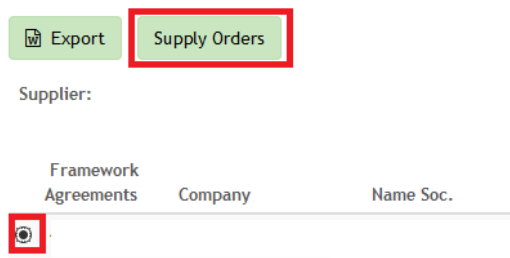 Export Supply Orders
Supplier:
Framework
Agreements Company Name Soc.